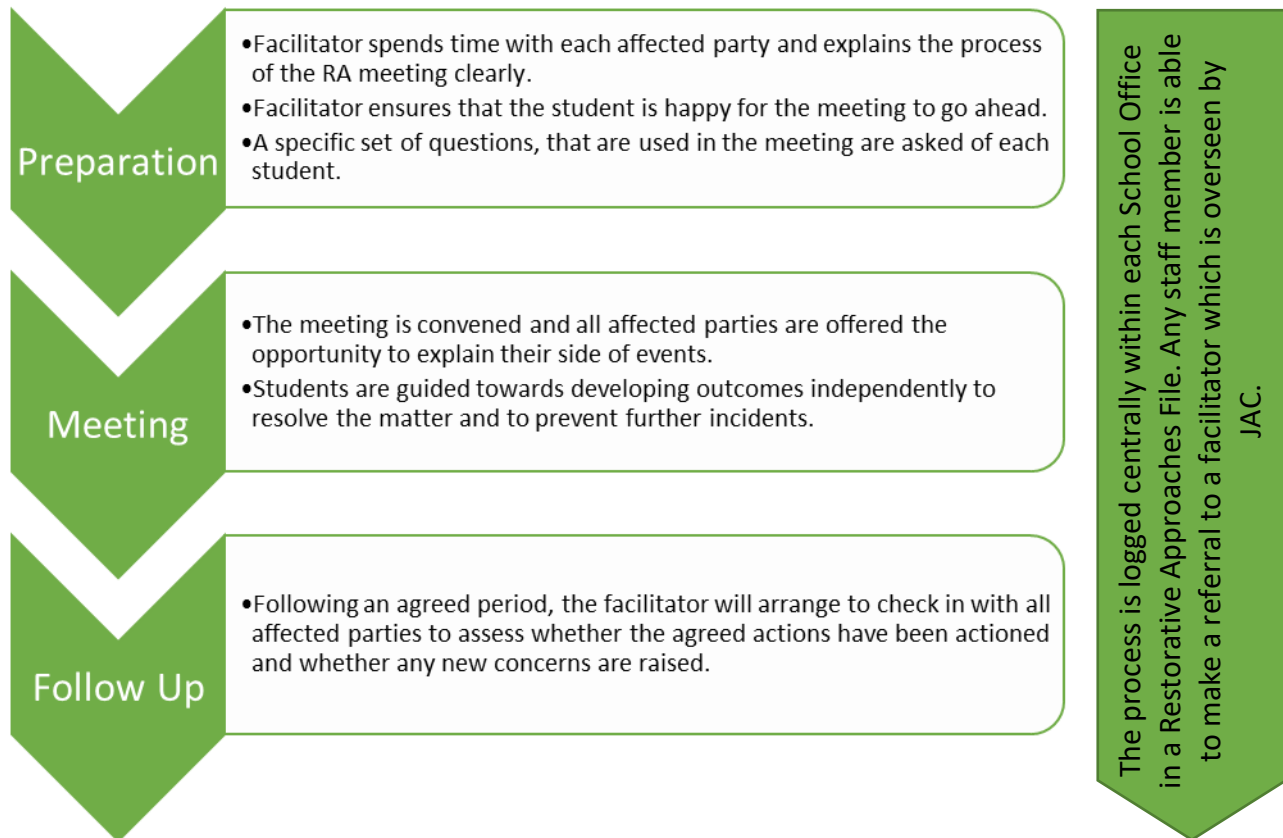 Preparation
•Facilitator spends time with each affected party and explains the process
of the RA meeting clearly.
•Facilitator ensures that the student is happy for the meeting to go ahead.
•A specific set of questions, that are used in the meeting are asked of each
student.
Meeting
•The meeting is convened and all affected parties are offered the
opportunity to explain their side of events.
•Students are guided towards developing outcomes independently to
resolve the matter and to prevent further incidents.
Follow Up
•Following an agreed period, the facilitator will arrange to check in with all
affected parties to assess whether the agreed actions have been actioned
and whether any new concerns are raised.
The process is logged centrally within each School Office
in a Restorative Approaches File. Any staff member is able
to make a referral to a facilitator which is overseen by
JAC.